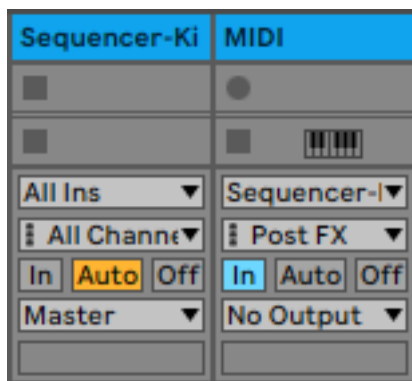 Sequencer-Ki MIDI
All Ins Sequencer-
All Channe Post FX
In Auto Off In Auto Off
Master No Output